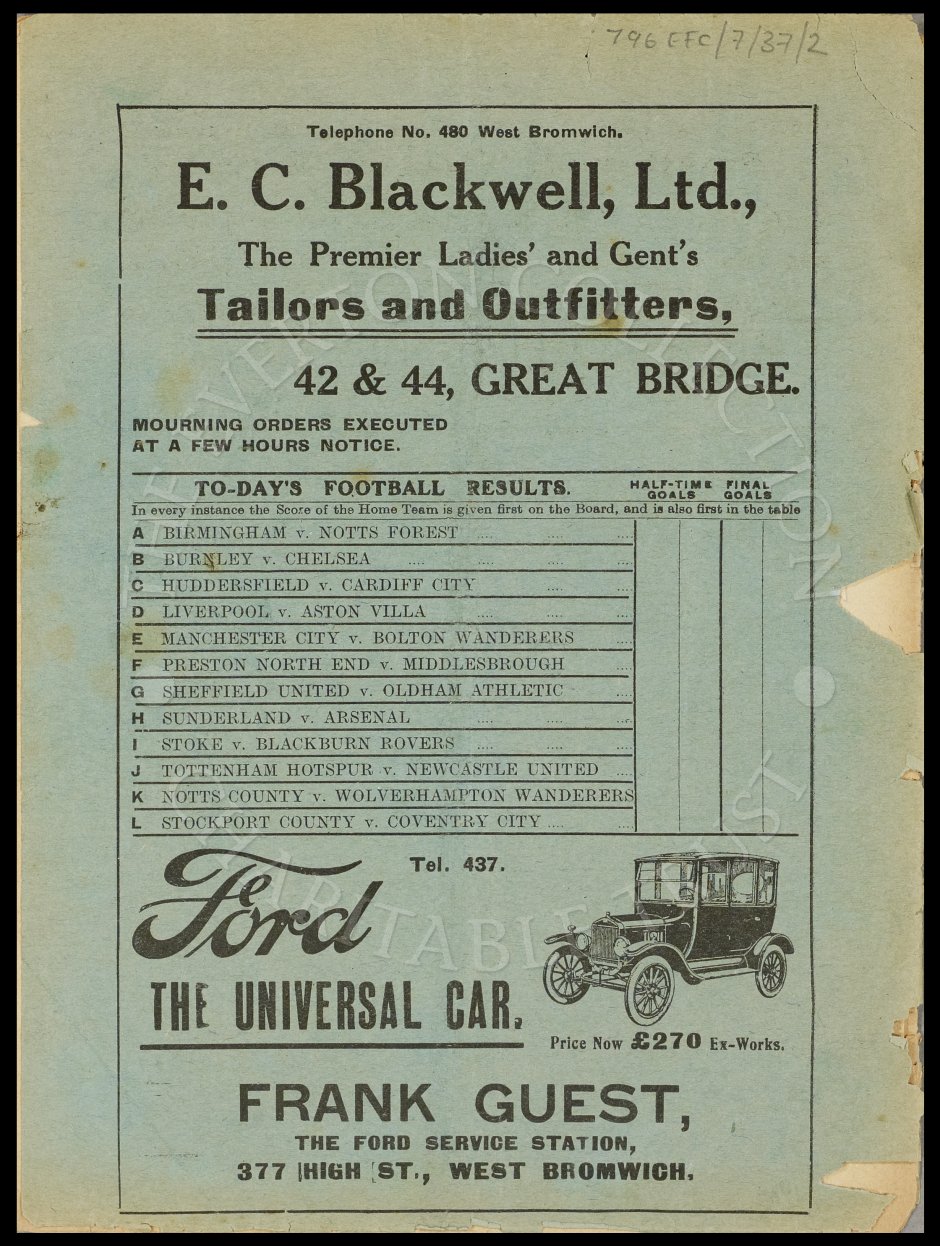 796 EFC/7/37/2
Telephone No. 480 West Bromwich.
E. C. Blackwell, Ltd.,
The Premier Ladies' and Gent's
Tailors and Outfitters,
42 & 44, GREAT BRIDGE.
MOURNING ORDERS EXECUTED
AT A FEW HOURS NOTICE.
TO-DAY'S FOOTBALL RESULTS. HALF-TIME GOALS FINAL GOALS
In every instance the Score of the Home Team is given first on the Board, and is also first in the table
A BIRMINGHAM v. NOTTS FOREST .... .... ....
B BURNLEY v. CHELSEA .... .... .... ....
C HUDDERSFIELD v. CARDIFF CITY .... ....
D LIVERPOOL v. ASTON VILLA .... .... ....
E MANCHESTER CITY v. BOLTON WANDERERS ....
F PRESTON NORTH END v. MIDDLESBROUGH ....
G SHEFFIELD UNITED v. OLDHAM ATHLETIC ....
H SUNDERLAND v. ARSENAL .... .... ....
I STOKE v. BLACKBURN ROVERS .... .... ....
J TOTTENHAM HOTSPUR v. NEWCASTLE UNITED ....
K NOTTS COUNTY v. WOLVERHAMPTON WANDERERS
L STOCKPORT COUNTY v. COVENTRY CITY .... ....
Ford
Tel. 437.
THE UNIVERSAL CAR.
Price Now £270 Ex-Works.
FRANK GUEST,
THE FORD SERVICE STATION,
377 HIGH ST., WEST BROMWICH.
THE EVERTON COLLECTION
CHARITABLE TRUST